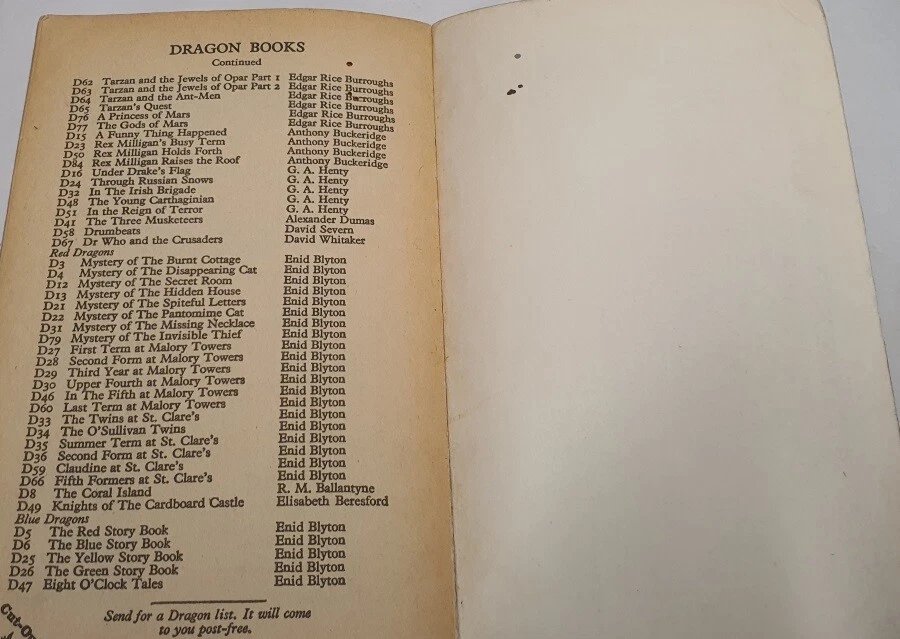 DRAGON BOOKS
Continued
D62 Tarzan and the Jewels of Opar Part 1 Edgar Rice Burroughs
D63 Tarzan and the Jewels of Opar Part 2 Edgar Rice Burroughs
D64 Tarzan and the Ant-Men Edgar Rice Burroughs
D65 Tarzan's Quest Edgar Rice Burroughs
D76 A Princess of Mars Edgar Rice Burroughs
D77 The Gods of Mars Edgar Rice Burroughs
D15 A Funny Thing Happened Anthony Buckeridge
D23 Rex Milligan's Busy Term Anthony Buckeridge
D50 Rex Milligan Holds Forth Anthony Buckeridge
D84 Rex Milligan Raises the Roof Anthony Buckeridge
D16 Under Drake's Flag G. A. Henty
D24 Through Russian Snows G. A. Henty
D32 In The Irish Brigade G. A. Henty
D48 The Young Carthaginian G. A. Henty
D51 In the Reign of Terror G. A. Henty
D41 The Three Musketeers Alexander Dumas
D58 Drumbeats David Severn
D67 Dr Who and the Crusaders David Whitaker
Red Dragons
D3 Mystery of The Burnt Cottage Enid Blyton
D4 Mystery of The Disappearing Cat Enid Blyton
D12 Mystery of The Secret Room Enid Blyton
D13 Mystery of The Hidden House Enid Blyton
D21 Mystery of The Spiteful Letters Enid Blyton
D22 Mystery of The Pantomime Cat Enid Blyton
D31 Mystery of The Missing Necklace Enid Blyton
D79 Mystery of the Invisible Thief Enid Blyton
D27 First Term at Malory Towers Enid Blyton
D28 Second Form at Malory Towers Enid Blyton
D29 Third Year at Malory Towers Enid Blyton
D30 Upper Fourth at Malory Towers Enid Blyton
D46 In The Fifth at Malory Towers Enid Blyton
D60 Last Term at Malory Towers Enid Blyton
D33 The Twins at St. Clare's Enid Blyton
D34 The O'Sullivan Twins Enid Blyton
D35 Summer Term at St. Clare's Enid Blyton
D36 Second Form at St. Clare's Enid Blyton
D59 Claudine at St. Clare's Enid Blyton
D66 Fifth Formers at St. Clare's Enid Blyton
D8 The Coral Island R. M. Ballantyne
D49 Knights of The Cardboard Castle Elisabeth Beresford
Blue Dragons
D5 The Red Story Book Enid Blyton
D6 The Blue Story Book Enid Blyton
D25 The Yellow Story Book Enid Blyton
D26 The Green Story Book Enid Blyton
D47 Eight O'Clock Tales Enid Blyton
Send for a Dragon list. It will come
to you post-free.